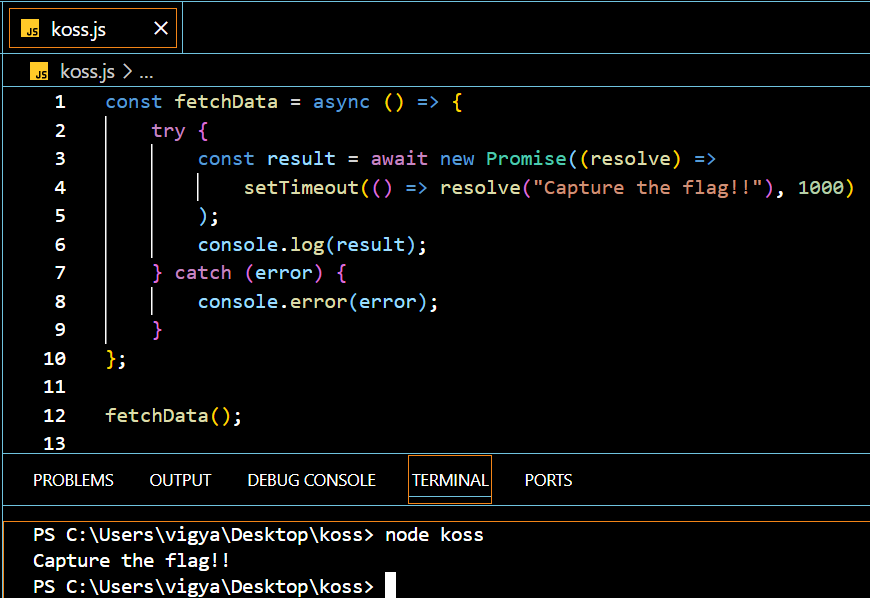 JS koss.js ×
JS koss.js > ...
1 const fetchData = async () => {
2     try {
3         const result = await new Promise((resolve) =>
4             setTimeout(() => resolve("Capture the flag!!"), 1000)
5         );
6         console.log(result);
7     } catch (error) {
8         console.error(error);
9     }
10 };
11
12 fetchData();
13
PROBLEMS OUTPUT DEBUG CONSOLE TERMINAL PORTS
PS C:\Users\vigya\Desktop\koss> node koss
Capture the flag!!
PS C:\Users\vigya\Desktop\koss>